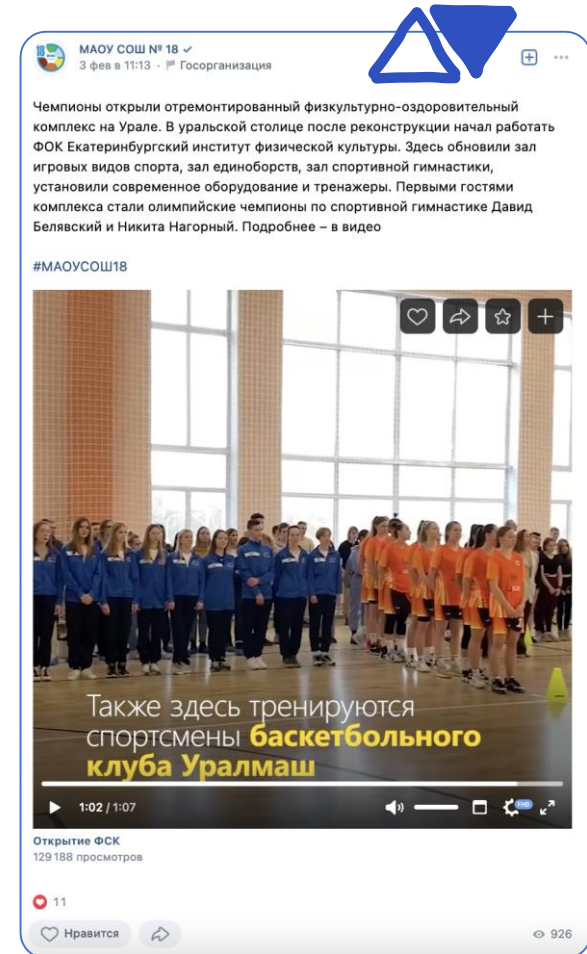 18
МАОУ СОШ № 18
3 фев в 11:13 · Госорганизация
Чемпионы открыли отремонтированный физкультурно-оздоровительный
комплекс на Урале. В уральской столице после реконструкции начал работать
ФОК Екатеринбургский институт физической культуры. Здесь обновили зал
игровых видов спорта, зал единоборств, зал спортивной гимнастики,
установили современное оборудование и тренажеры. Первыми гостями
комплекса стали олимпийские чемпионы по спортивной гимнастике Давид
Белявский и Никита Нагорный. Подробнее – в видео
#МАОУСОШ18
Также здесь тренируются
спортсмены баскетбольного
клуба Уралмаш
1:02 / 1:07
FHD
Открытие ФСК
129 188 просмотров
11
Нравится
926